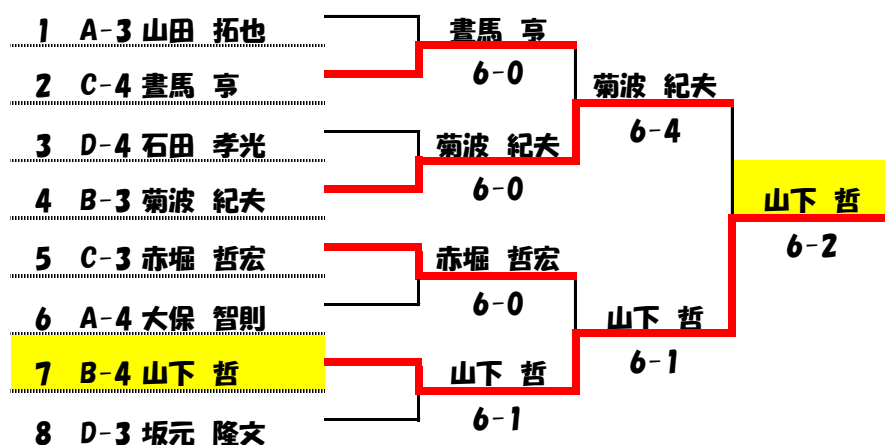 1 A-3 山田 拓也
2 C-4 晝馬 享
3 D-4 石田 孝光
4 B-3 菊波 紀夫
5 C-3 赤堀 哲宏
6 A-4 大保 智則
7 B-4 山下 哲
8 D-3 坂元 隆文
晝馬 享
6-0
菊波 紀夫
6-0
赤堀 哲宏
6-0
山下 哲
6-1
菊波 紀夫
6-4
山下 哲
6-1
山下 哲
6-2